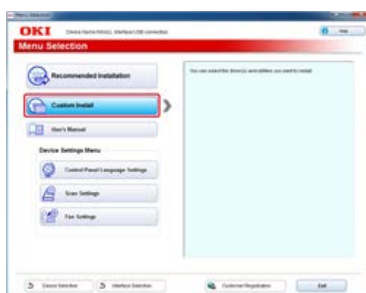 OKI
Menu Selection
Recommended Installation
Custom Install
You can select the driver(s) and utilities you want to install.
User's Manual
Device Settings Menu
Control Panel Language Settings
Scan Settings
Fax Settings
Device Selection
Interface Selection
Customer Registration
Exit